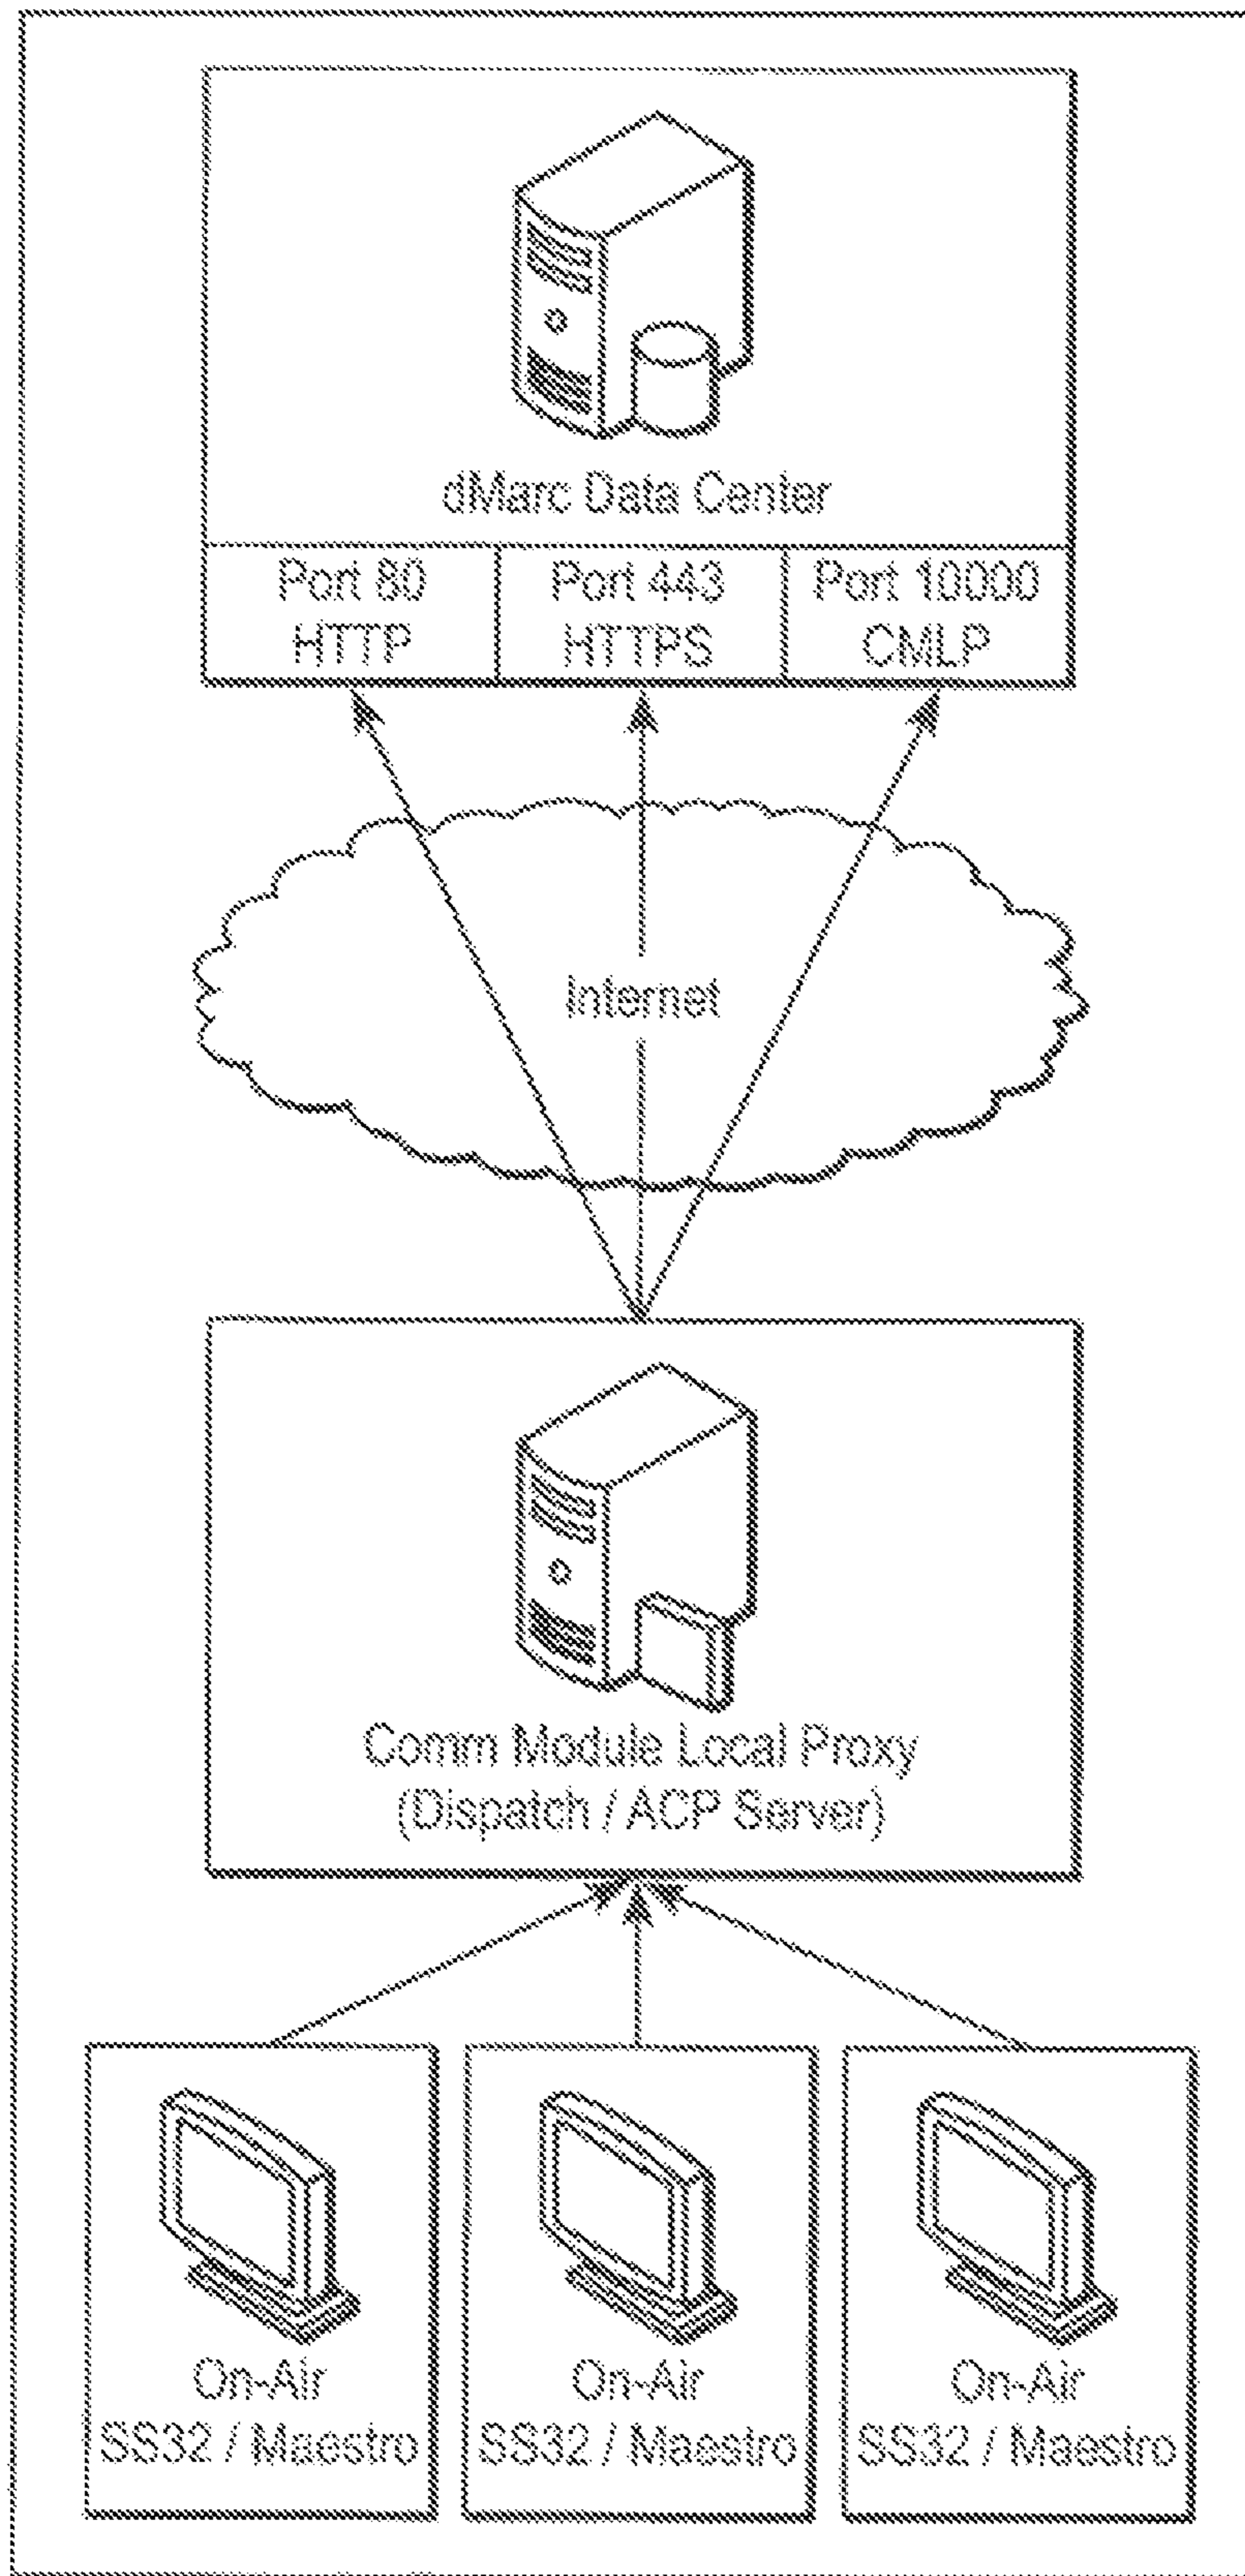 dMarc Data Center
Port 80
HTTP
Port 443
HTTPS
Port 10000
CMLP
Internet
Comm Module Local Proxy
(Dispatch / ACP Server)
On-Air
SS32 / Maestro
On-Air
SS32 / Maestro
On-Air
SS32 / Maestro